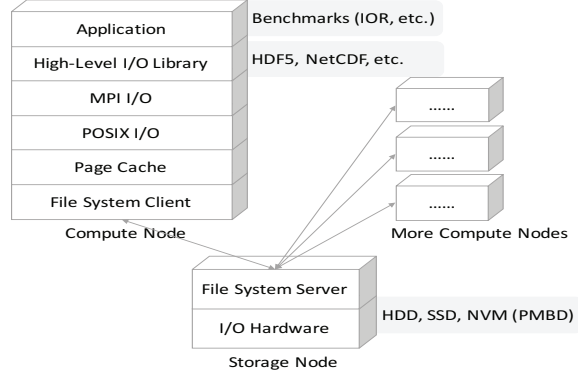 Application
Benchmarks (IOR, etc.)
High-Level I/O Library
HDF5, NetCDF, etc.
MPI I/O
POSIX I/O
Page Cache
File System Client
Compute Node
......
......
......
More Compute Nodes
File System Server
I/O Hardware
HDD, SSD, NVM (PMBD)
Storage Node